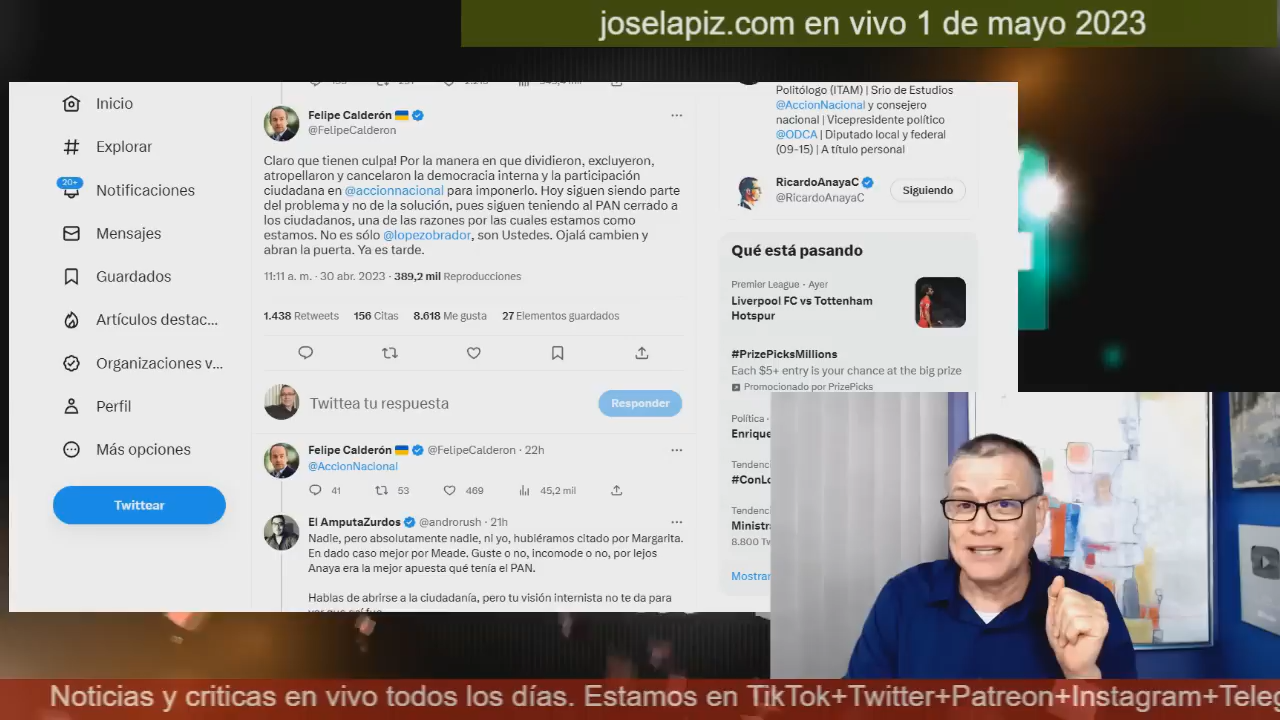 joselapiz.com en vivo 1 de mayo 2023
Inicio
Explorar
20+
Notificaciones
Mensajes
Guardados
Artículos destac...
Organizaciones v...
Perfil
Más opciones
Twittear
Felipe Calderón
@FelipeCalderon
Claro que tienen culpa! Por la manera en que dividieron, excluyeron,
atropellaron y cancelaron la democracia interna y la participación
ciudadana en @accionnacional para imponerlo. Hoy siguen siendo parte
del problema y no de la solución, pues siguen teniendo al PAN cerrado a
los ciudadanos, una de las razones por las cuales estamos como
estamos. No es sólo @lopezobrador, son Ustedes. Ojalá cambien y
abran la puerta. Ya es tarde.
11:11 a. m. · 30 abr. 2023 · 389,2 mil Reproducciones
1.438 Retweets 156 Citas 8.618 Me gusta 27 Elementos guardados
Twittea tu respuesta
Responder
Felipe Calderón @FelipeCalderon · 22h
@AccionNacional
41 53 469 45,2 mil
El AmputaZurdos @androrush · 21h
Nadie, pero absolutamente nadie, ni yo, hubiéramos citado por Margarita.
En dado caso mejor por Meade. Guste o no, incomode o no, por lejos
Anaya era la mejor apuesta qué tenía el PAN.
Hablas de abrirse a la ciudadanía, pero tu visión internista no te da para
Politólogo (ITAM) | Srio de Estudios
@AccionNacional y consejero
nacional | Vicepresidente político
@ODCA | Diputado local y federal
(09-15) | A título personal
RicardoAnayaC
@RicardoAnayaC
Siguiendo
Qué está pasando
Premier League · Ayer
Liverpool FC vs Tottenham
Hotspur
#PrizePicksMillions
Each $5+ entry is your chance at the big prize
Promocionado por PrizePicks
Política ·
Enrique
Tendenc
#ConLo
Tendenc
Ministra
8.800 Tw
Mostrar
Noticias y criticas en vivo todos los días. Estamos en TikTok+Twitter+Patreon+Instagram+Teleg